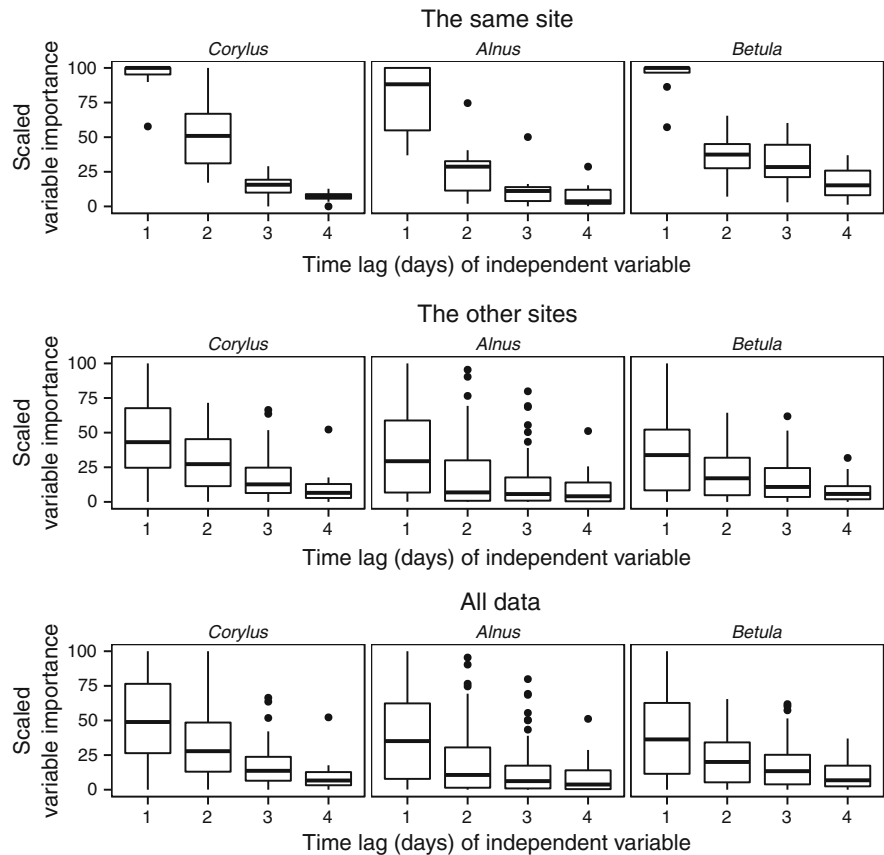 The same site
Corylus Alnus Betula
Scaled
variable importance
100
75
50
25
0
1 2 3 4 1 2 3 4 1 2 3 4
Time lag (days) of independent variable
The other sites
Corylus Alnus Betula
Scaled
variable importance
100
75
50
25
0
1 2 3 4 1 2 3 4 1 2 3 4
Time lag (days) of independent variable
All data
Corylus Alnus Betula
Scaled
variable importance
100
75
50
25
0
1 2 3 4 1 2 3 4 1 2 3 4
Time lag (days) of independent variable